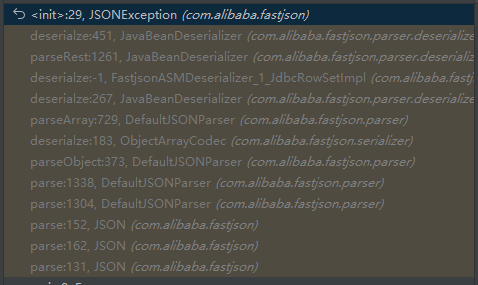 <init>:29, JSONException (com.alibaba.fastjson)
deserialze:451, JavaBeanDeserializer (com.alibaba.fastjson.parser.deserialize
parseRest:1261, JavaBeanDeserializer (com.alibaba.fastjson.parser.deserialize
deserialze:-1, FastjsonASMDeserializer_1_JdbcRowSetImpl (com.alibaba.fastj
deserialze:267, JavaBeanDeserializer (com.alibaba.fastjson.parser.deserialize
parseArray:729, DefaultJSONParser (com.alibaba.fastjson.parser)
deserialze:183, ObjectArrayCodec (com.alibaba.fastjson.serializer)
parseObject:373, DefaultJSONParser (com.alibaba.fastjson.parser)
parse:1338, DefaultJSONParser (com.alibaba.fastjson.parser)
parse:1304, DefaultJSONParser (com.alibaba.fastjson.parser)
parse:152, JSON (com.alibaba.fastjson)
parse:162, JSON (com.alibaba.fastjson)
parse:131, JSON (com.alibaba.fastjson)